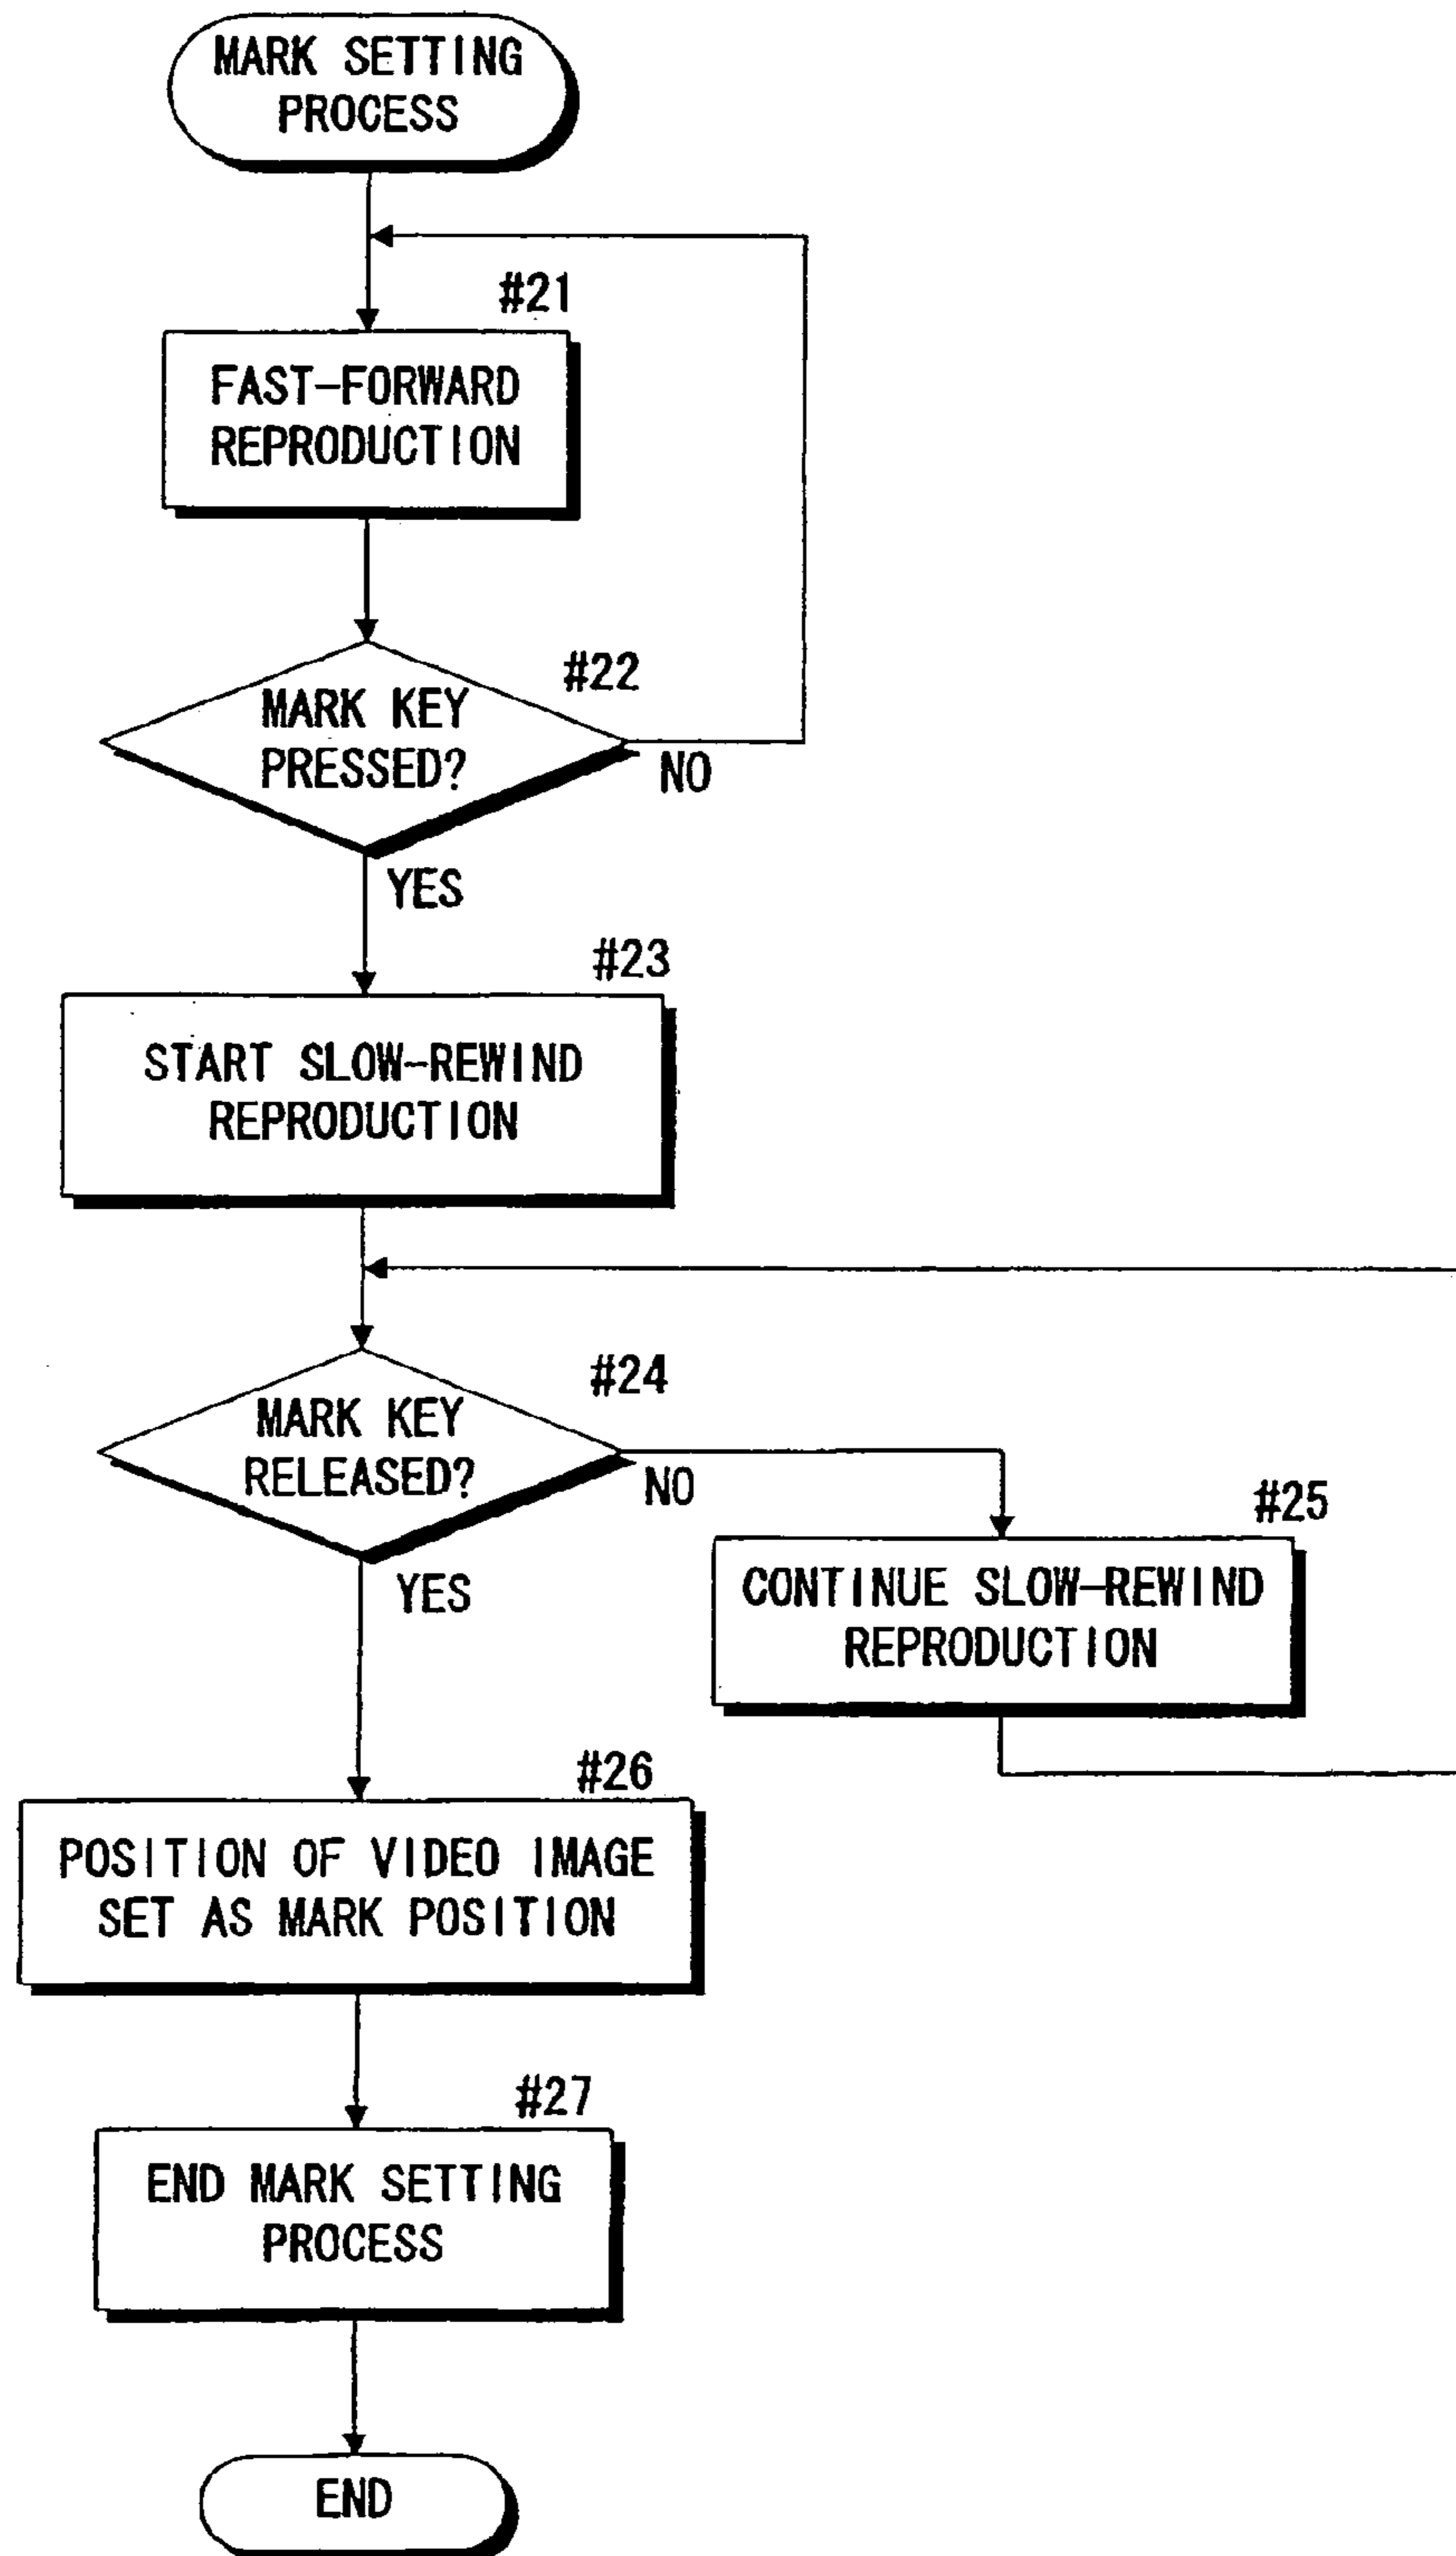 MARK SETTING
PROCESS
#21
FAST-FORWARD
REPRODUCTION
#22
MARK KEY
PRESSED?
NO
YES
#23
START SLOW-REWIND
REPRODUCTION
#24
MARK KEY
RELEASED?
NO
YES
#25
CONTINUE SLOW-REWIND
REPRODUCTION
#26
POSITION OF VIDEO IMAGE
SET AS MARK POSITION
#27
END MARK SETTING
PROCESS
END